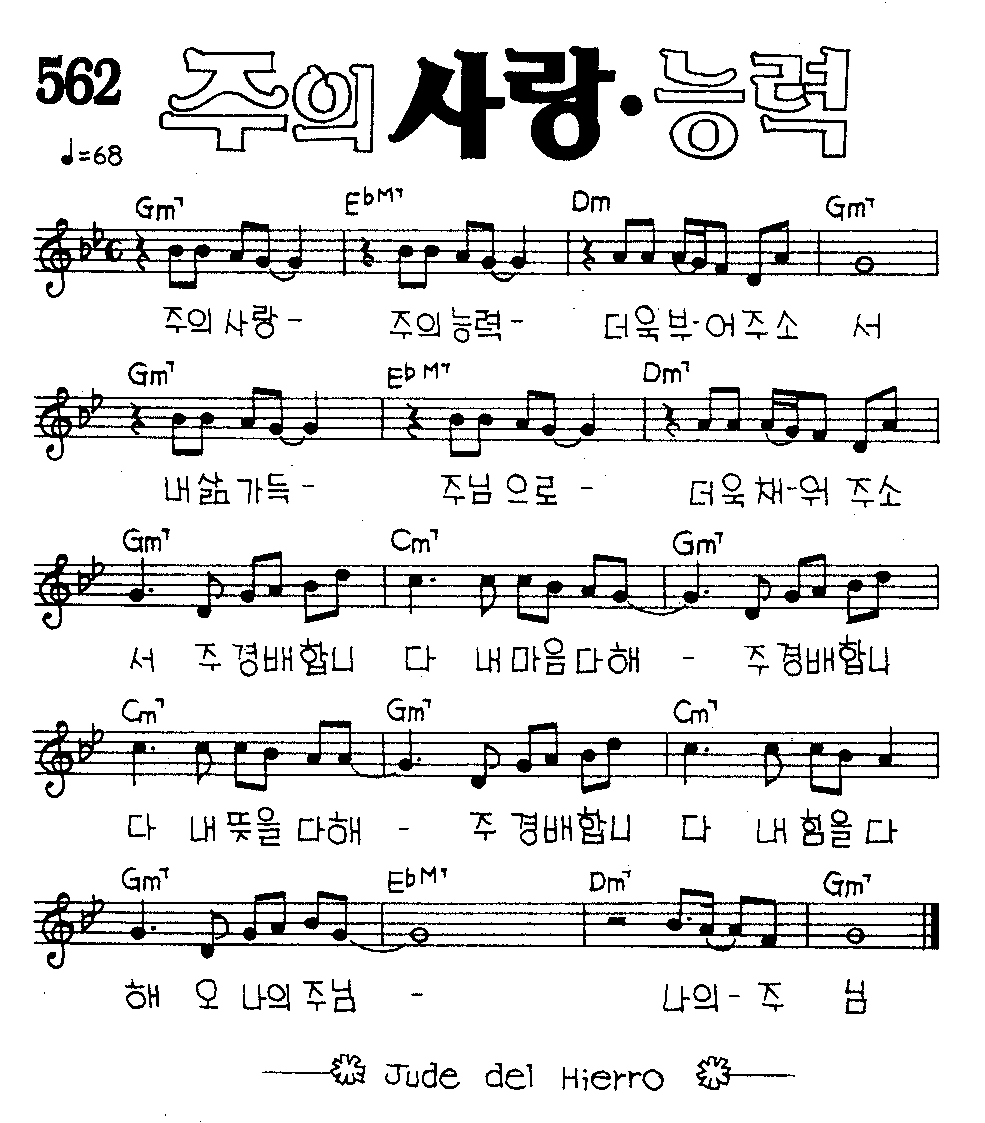 562 주의 사랑·능력
♩=68
Gm7 E♭M7 Dm Gm7
주의 사랑 - 주의 능력 - 더욱 부-어 주소 서
Gm7 E♭M7 Dm7
내 삶 가득 - 주님 으로 - 더욱 채-워 주소
Gm7 Cm7 Gm7
서 주 경배합니 다 내 마음 다해 - 주 경배합니
Cm7 Gm7 Cm7
다 내 뜻을 다해 - 주 경배합니 다 내 힘을 다
Gm7 E♭M7 Dm7 Gm7
해 오 나의 주님 - 나의- 주 님
Jude del Hierro